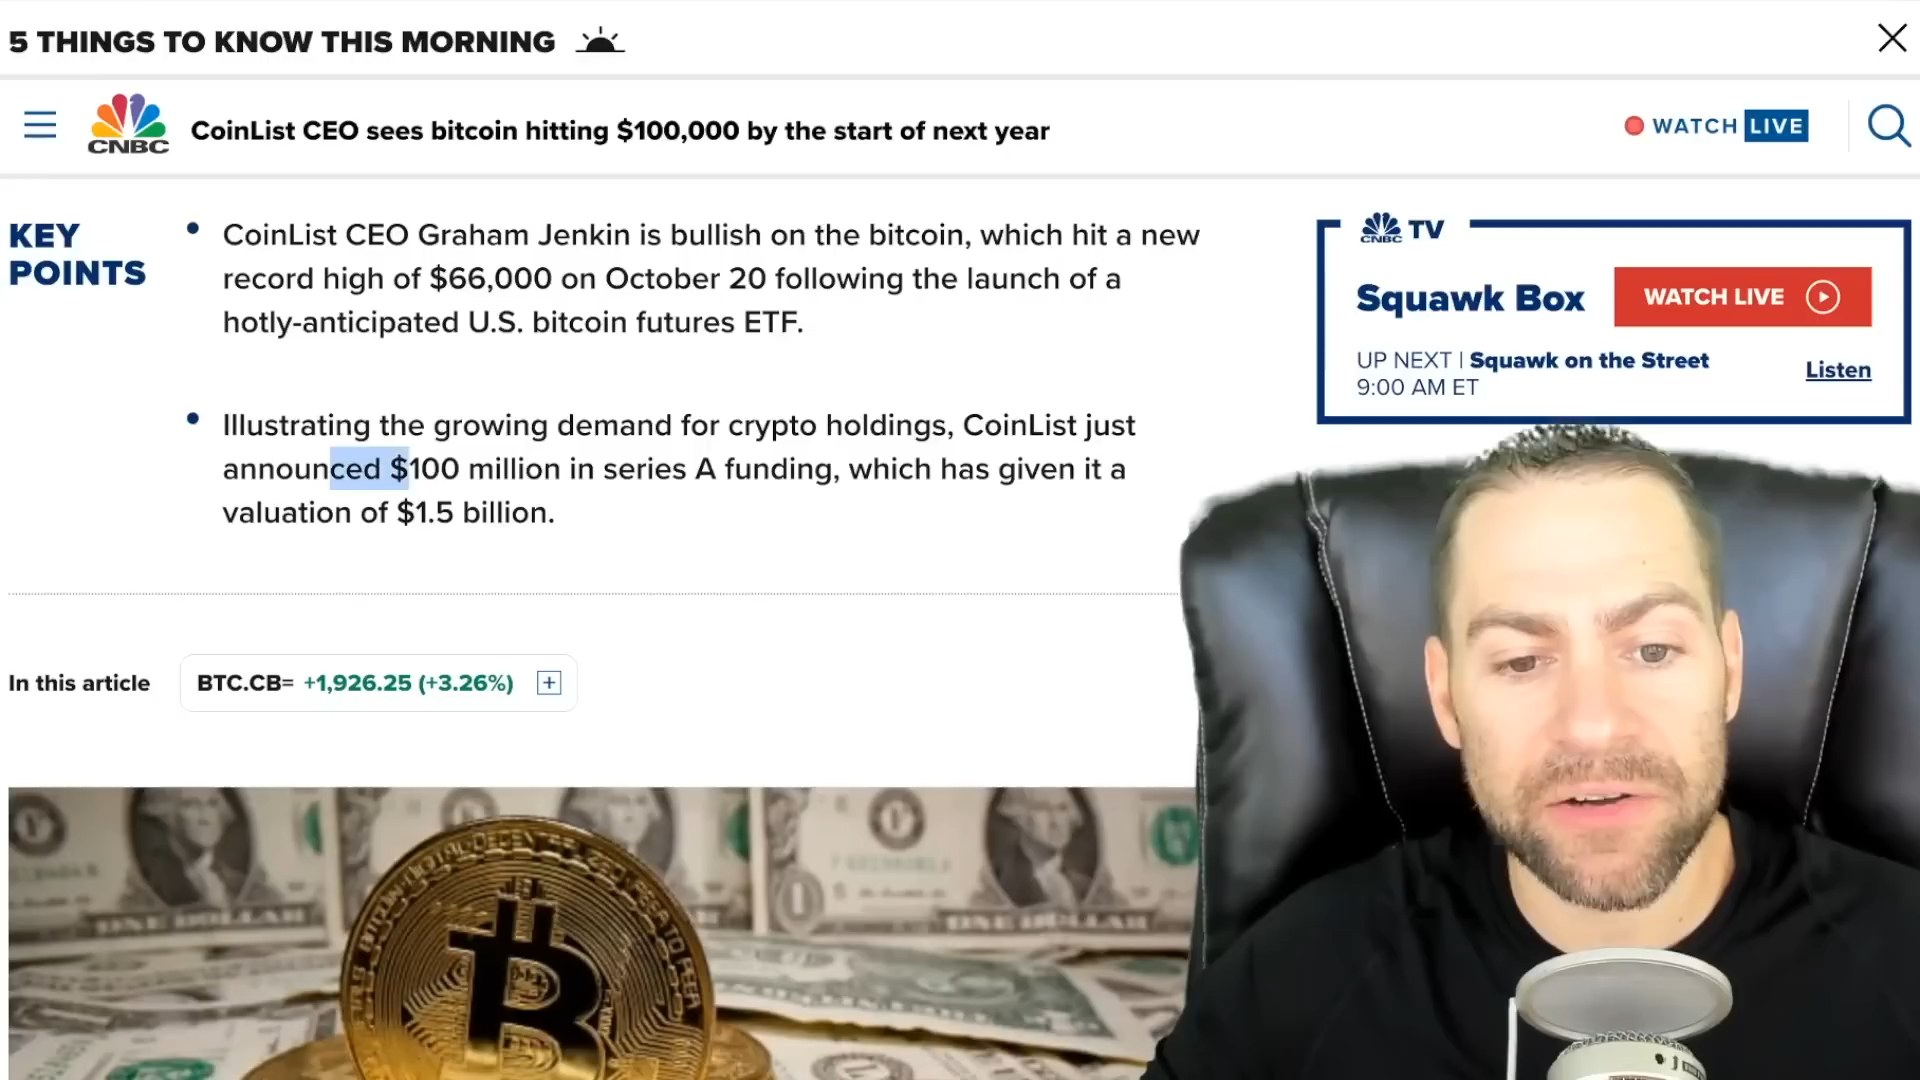 5 THINGS TO KNOW THIS MORNING
CNBC
CoinList CEO sees bitcoin hitting $100,000 by the start of next year
WATCH LIVE
KEY
POINTS
CoinList CEO Graham Jenkin is bullish on the bitcoin, which hit a new
record high of $66,000 on October 20 following the launch of a
hotly-anticipated U.S. bitcoin futures ETF.
Illustrating the growing demand for crypto holdings, CoinList just
announced $100 million in series A funding, which has given it a
valuation of $1.5 billion.
CNBC TV
Squawk Box
WATCH LIVE
UP NEXT | Squawk on the Street
9:00 AM ET
Listen
In this article
BTC.CB= +1,926.25 (+3.26%)
ONE DOLLAR
ONE DOLLAR